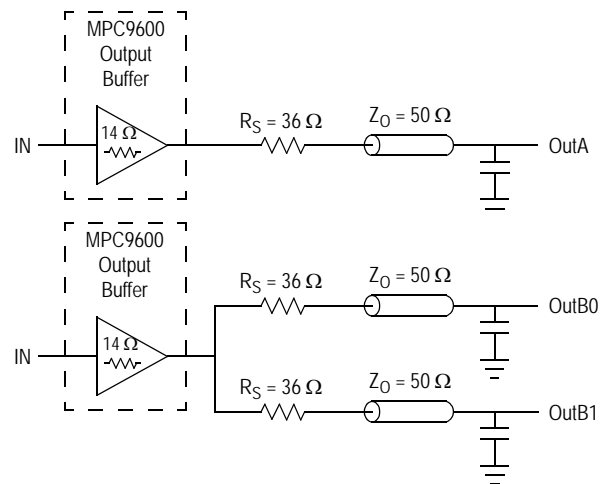 MPC9600
Output
Buffer
14 Ω
IN
R_S = 36 Ω
Z_O = 50 Ω
OutA
MPC9600
Output
Buffer
14 Ω
IN
R_S = 36 Ω
Z_O = 50 Ω
OutB0
R_S = 36 Ω
Z_O = 50 Ω
OutB1